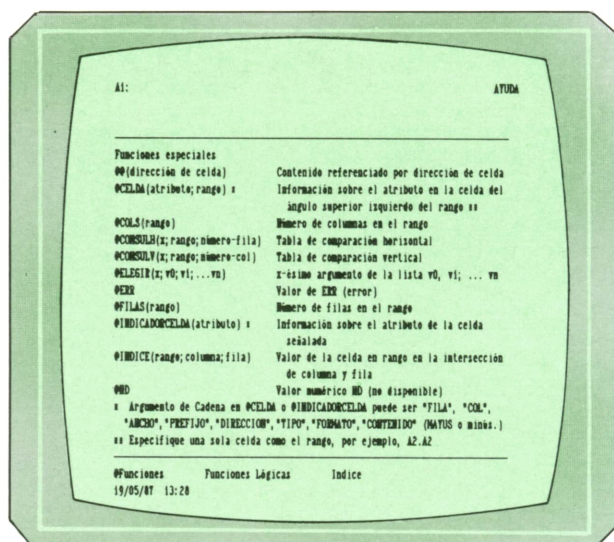 A1: AYUDA
Funciones especiales
@@(dirección de celda) Contenido referenciado por dirección de celda
@CELDA(atributo; rango) * Información sobre el atributo en la celda del
ángulo superior izquierdo del rango **
@COLS(rango) Número de columnas en el rango
@CONSULH(x;rango;número-fila) Tabla de comparación horizontal
@CONSULV(x;rango;número-col) Tabla de comparación vertical
@ELEGIR(x; v0; v1; ...vn) x-ésimo argumento de la lista v0, v1; ... vn
@ERR Valor de ERR (error)
@FILAS(rango) Número de filas en el rango
@INDICADORCELDA(atributo) * Información sobre el atributo de la celda
señalada
@INDICE(rango; columna; fila) Valor de la celda en rango en la intersección
de columna y fila
@ND Valor numérico ND (no disponible)
* Argumento de Cadena en @CELDA o @INDICADORCELDA puede ser "FILA", "COL",
"ANCHO","PREFIJO","DIRECCION","TIPO","FORMATO","CONTENIDO" (MAYUS o minús.)
** Especifique una sola celda como el rango, por ejemplo, A2.A2
@Funciones Funciones Lógicas Indice
19/05/87 13:28